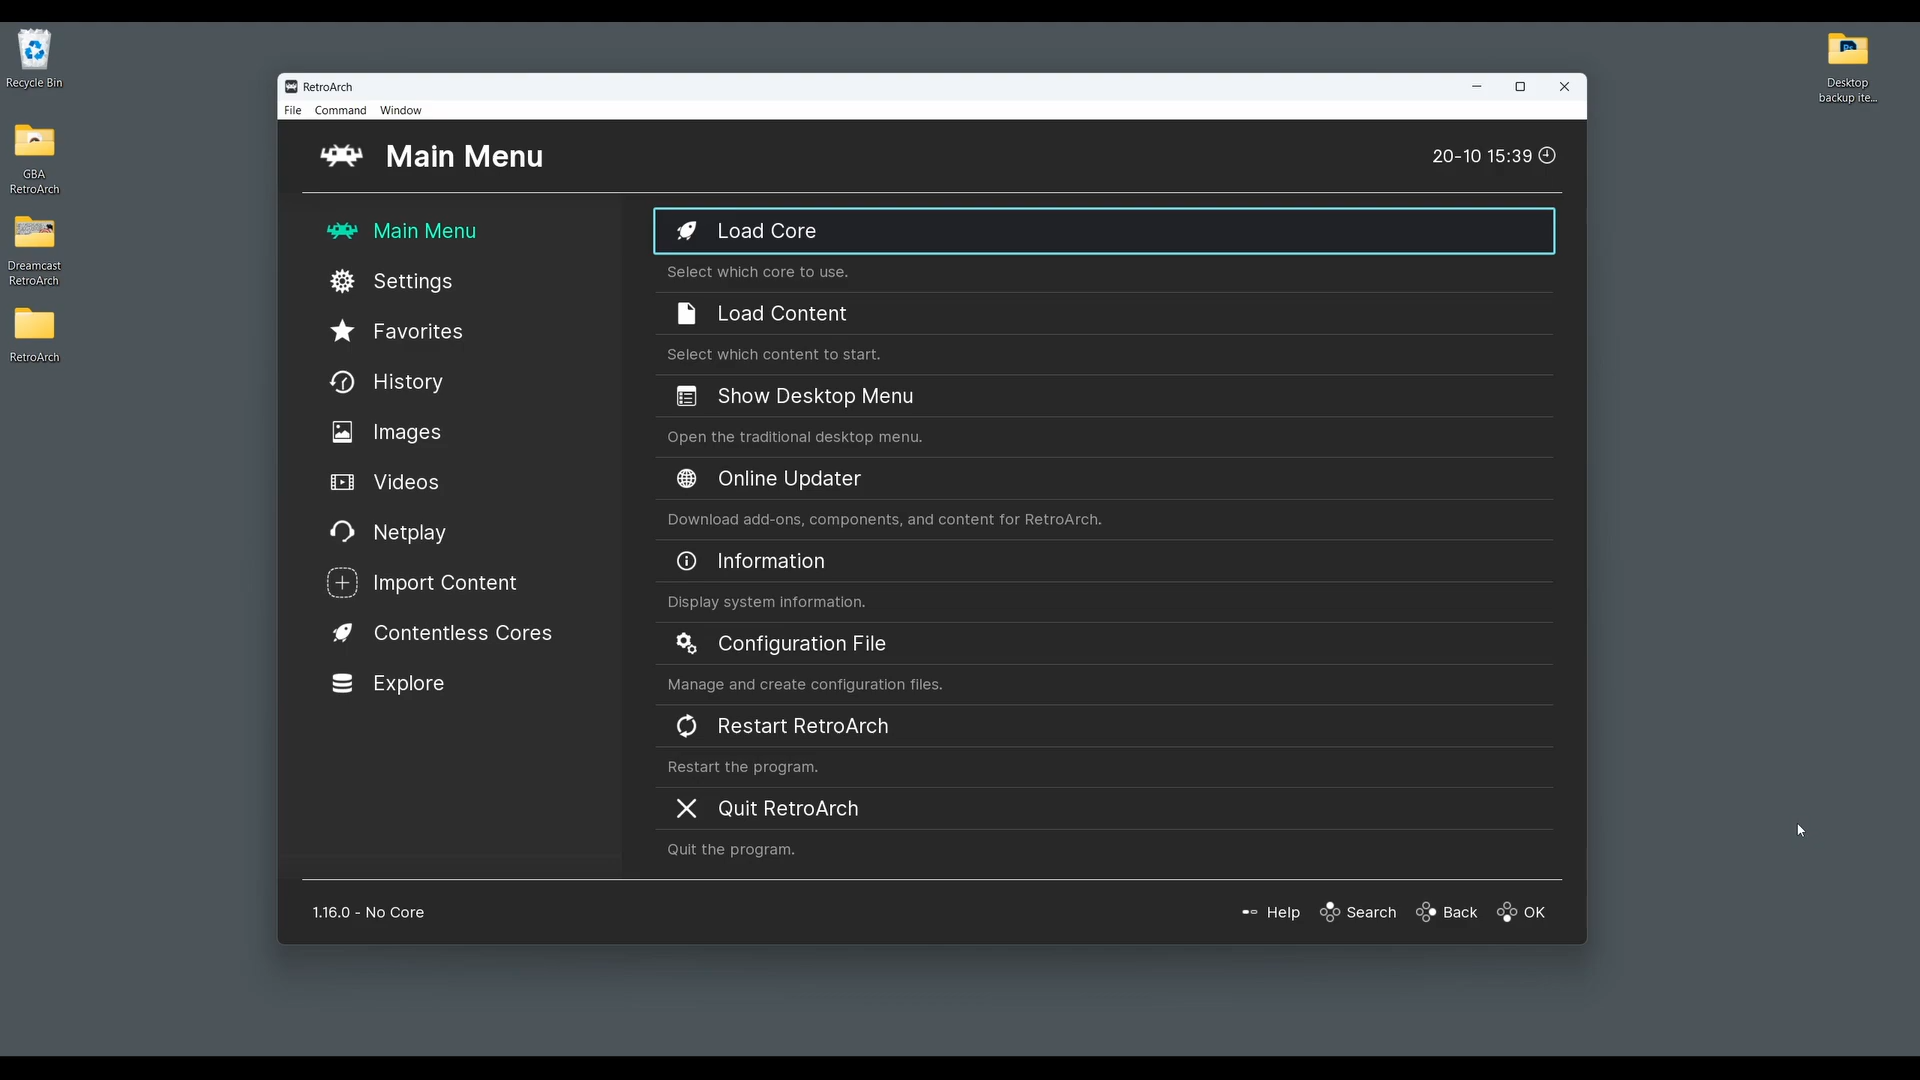 Recycle Bin
GBA
RetroArch
Dreamcast
RetroArch
RetroArch
Desktop
backup ite...
RetroArch
File Command Window
Main Menu
20-10 15:39
Main Menu
Settings
Favorites
History
Images
Videos
Netplay
Import Content
Contentless Cores
Explore
Load Core
Select which core to use.
Load Content
Select which content to start.
Show Desktop Menu
Open the traditional desktop menu.
Online Updater
Download add-ons, components, and content for RetroArch.
Information
Display system information.
Configuration File
Manage and create configuration files.
Restart RetroArch
Restart the program.
Quit RetroArch
Quit the program.
1.16.0 - No Core
Help Search Back OK